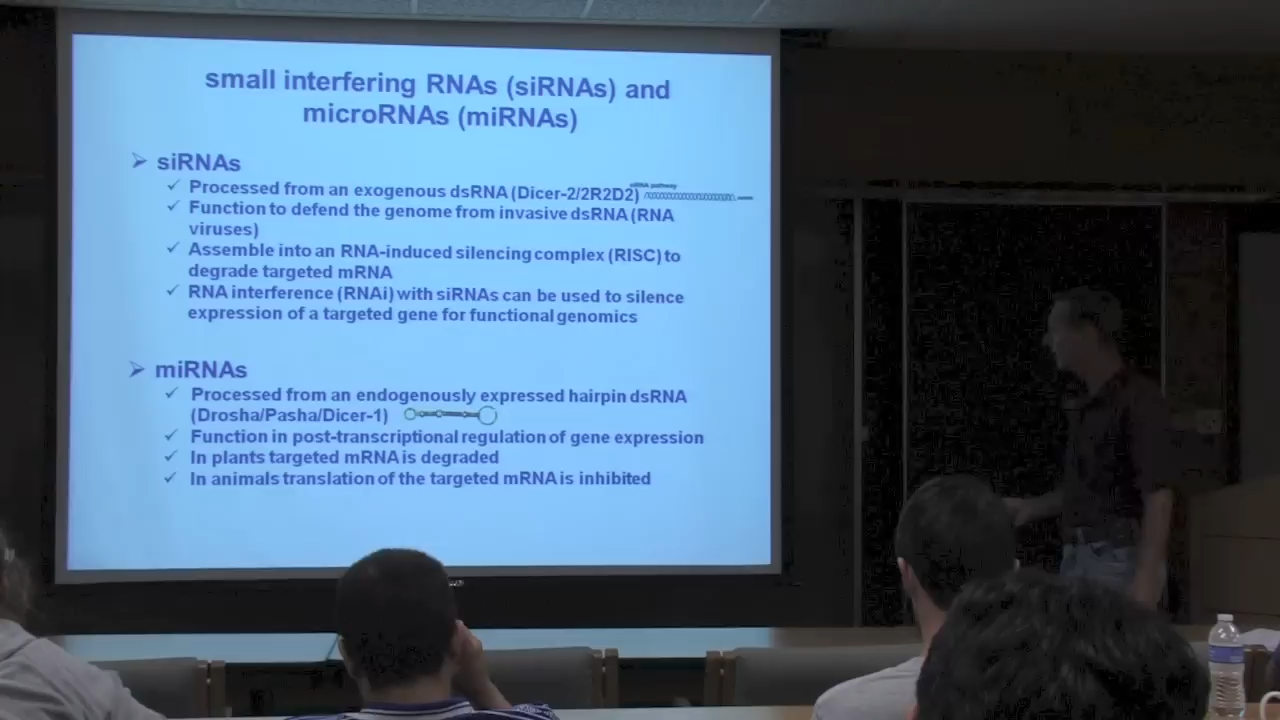 small interfering RNAs (siRNAs) and
microRNAs (miRNAs)
siRNAs
Processed from an exogenous dsRNA (Dicer-2/2R2D2)
siRNA pathway
Function to defend the genome from invasive dsRNA (RNA
viruses)
Assemble into an RNA-induced silencing complex (RISC) to
degrade targeted mRNA
RNA interference (RNAi) with siRNAs can be used to silence
expression of a targeted gene for functional genomics
miRNAs
Processed from an endogenously expressed hairpin dsRNA
(Drosha/Pasha/Dicer-1)
Function in post-transcriptional regulation of gene expression
In plants targeted mRNA is degraded
In animals translation of the targeted mRNA is inhibited